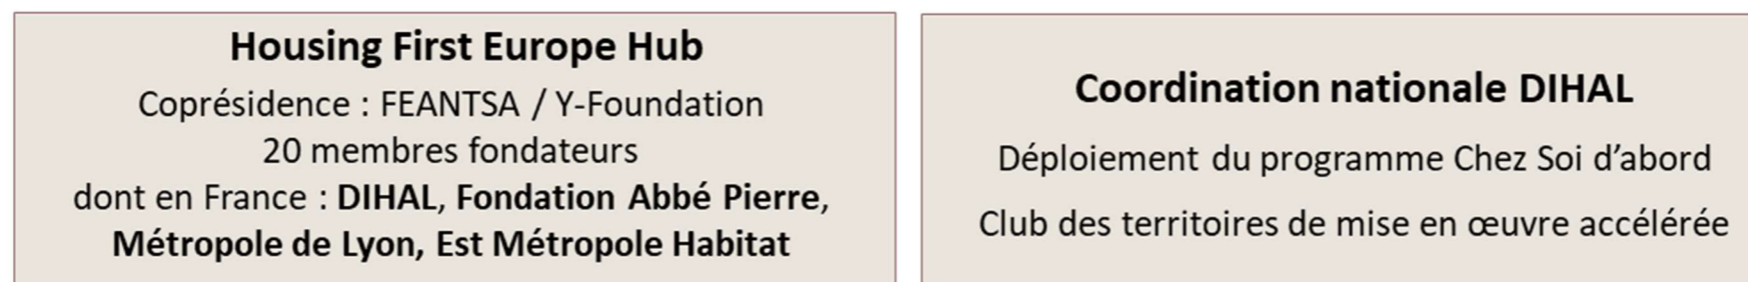 Housing First Europe Hub
Coprésidence : FEANTSA / Y-Foundation
20 membres fondateurs
dont en France : DIHAL, Fondation Abbé Pierre,
Métropole de Lyon, Est Métropole Habitat
Coordination nationale DIHAL
Déploiement du programme Chez Soi d’abord
Club des territoires de mise en œuvre accélérée